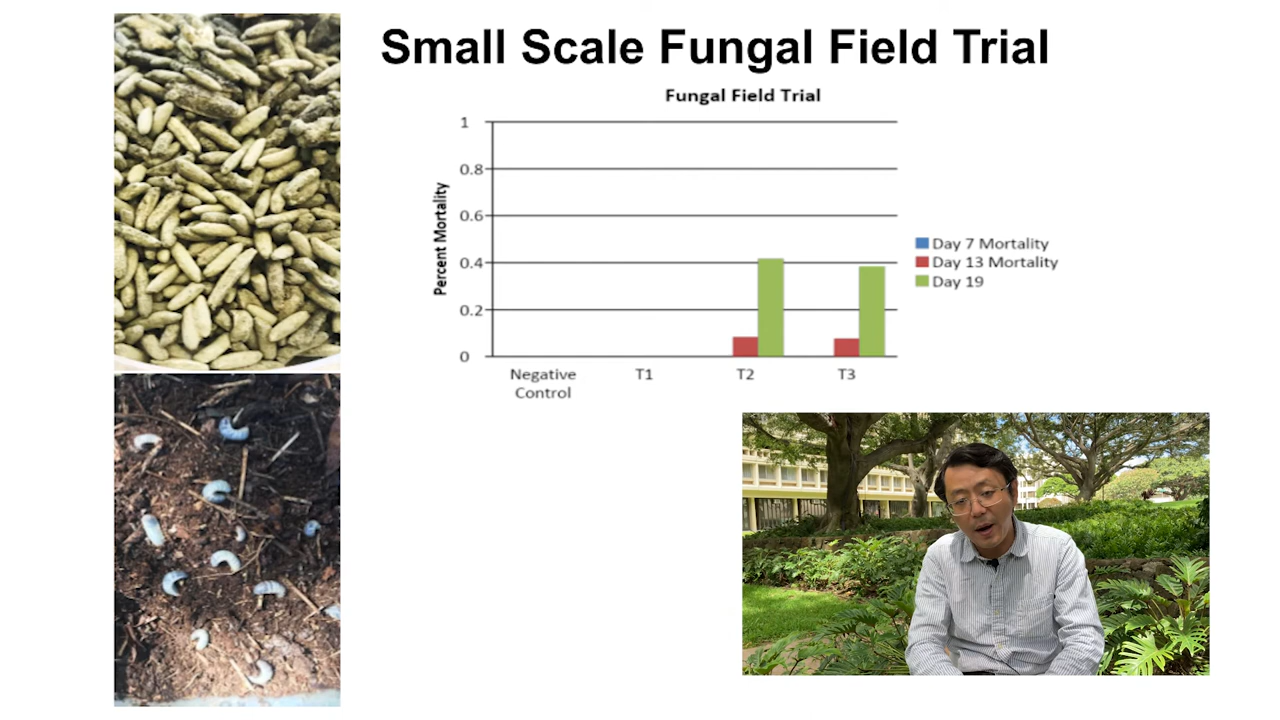 Small Scale Fungal Field Trial
Fungal Field Trial
Percent Mortality
1
0.8
0.6
0.4
0.2
0
Negative
Control
T1
T2
T3
Day 7 Mortality
Day 13 Mortality
Day 19